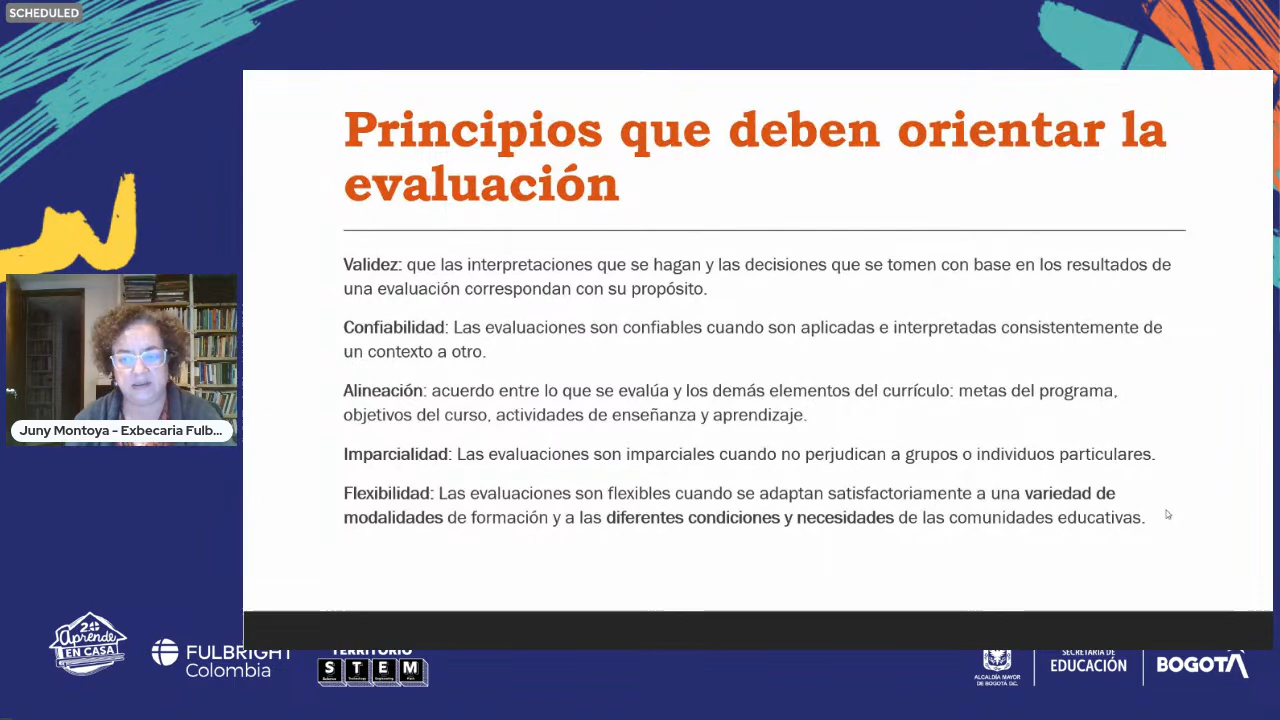 SCHEDULED
Principios que deben orientar la
evaluación
Validez: que las interpretaciones que se hagan y las decisiones que se tomen con base en los resultados de
una evaluación correspondan con su propósito.
Confiabilidad: Las evaluaciones son confiables cuando son aplicadas e interpretadas consistentemente de
un contexto a otro.
Alineación: acuerdo entre lo que se evalúa y los demás elementos del currículo: metas del programa,
objetivos del curso, actividades de enseñanza y aprendizaje.
Imparcialidad: Las evaluaciones son imparciales cuando no perjudican a grupos o individuos particulares.
Flexibilidad: Las evaluaciones son flexibles cuando se adaptan satisfactoriamente a una variedad de
modalidades de formación y a las diferentes condiciones y necesidades de las comunidades educativas.
Juny Montoya - Exbecaria Fulb...
Aprende
EN CASA
FULBRIGHT
Colombia
TERRITORIO
STEM
ALCALDÍA MAYOR
DE BOGOTÁ D.C.
SECRETARÍA DE
EDUCACIÓN
BOGOTÁ